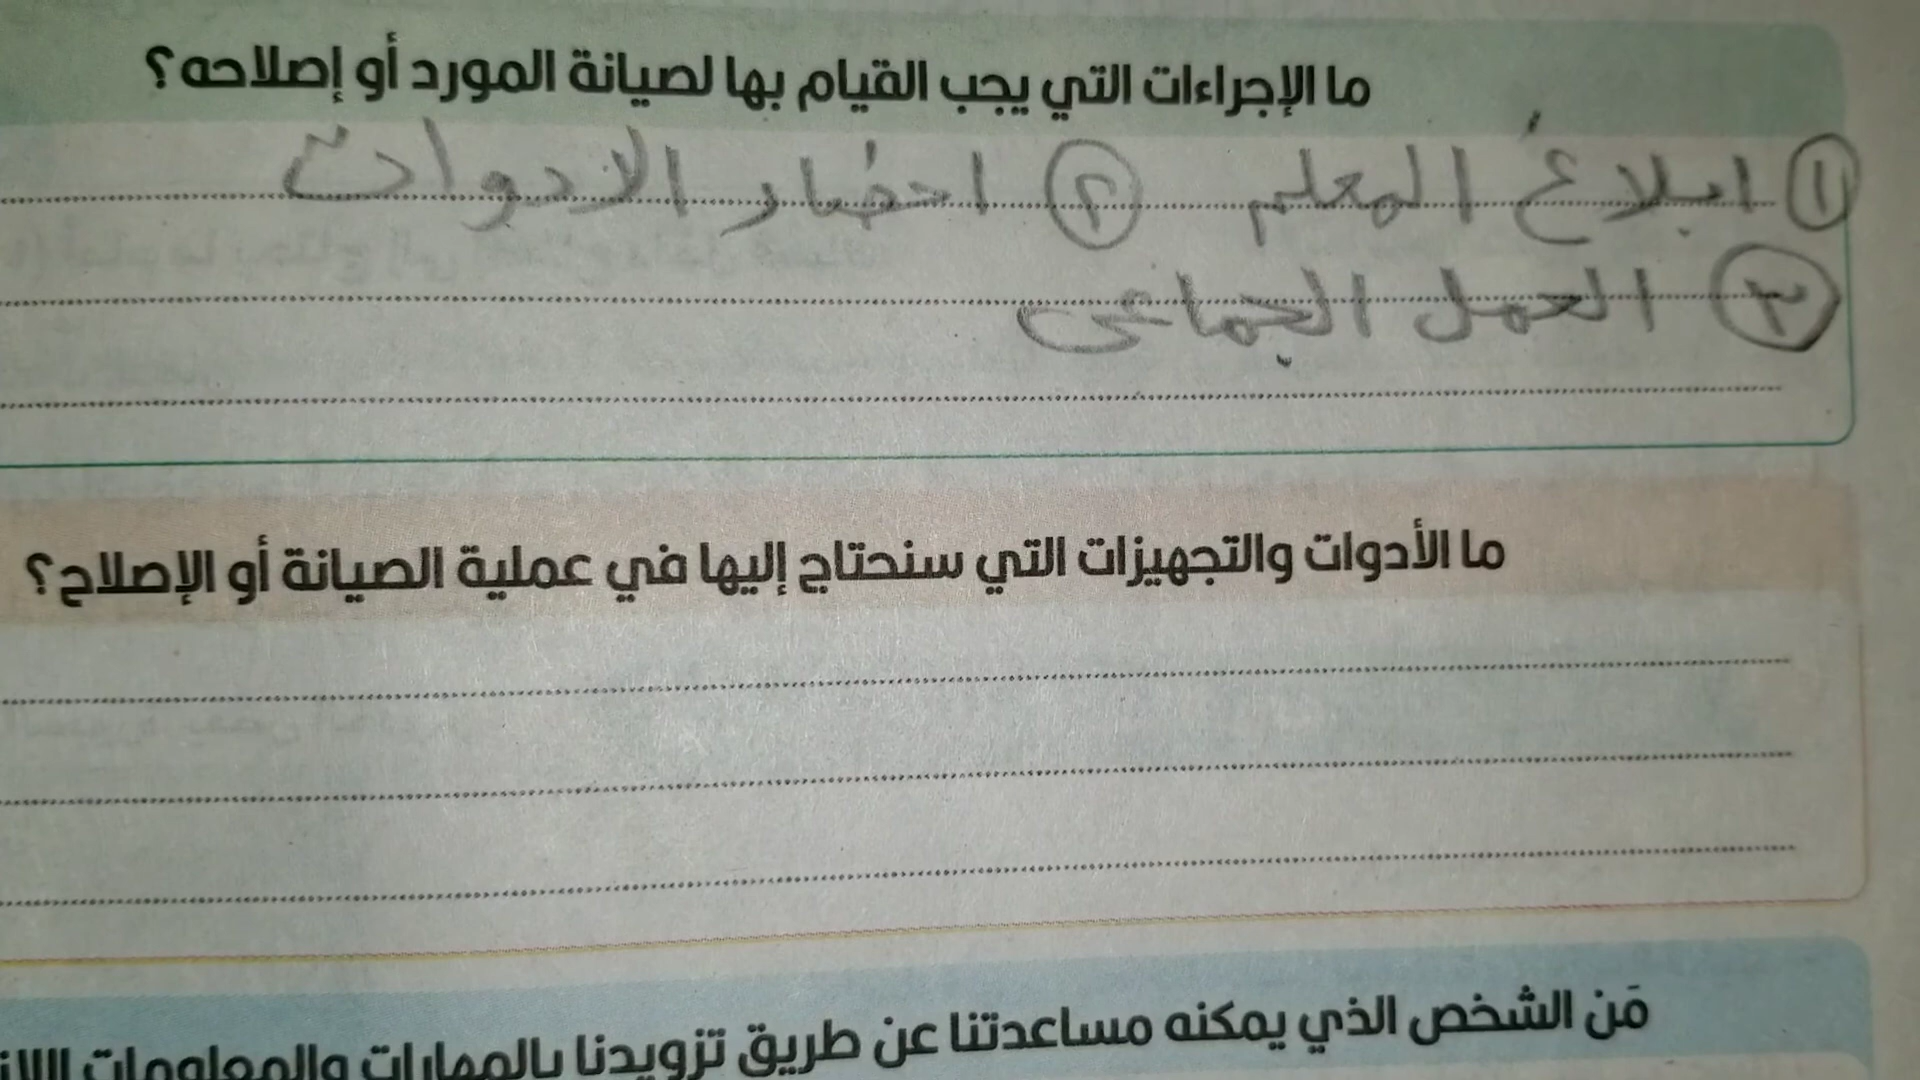 ما الإجراءات التي يجب القيام بها لصيانة المورد أو إصلاحه؟
١ ابلاغ المعلم ٢ احضار الادوات
٣ العمل الجماعى
ما الأدوات والتجهيزات التي سنحتاج إليها في عملية الصيانة أو الإصلاح؟
مَن الشخص الذي يمكنه مساعدتنا عن طريق تزويدنا بالمهارات والمعلومات